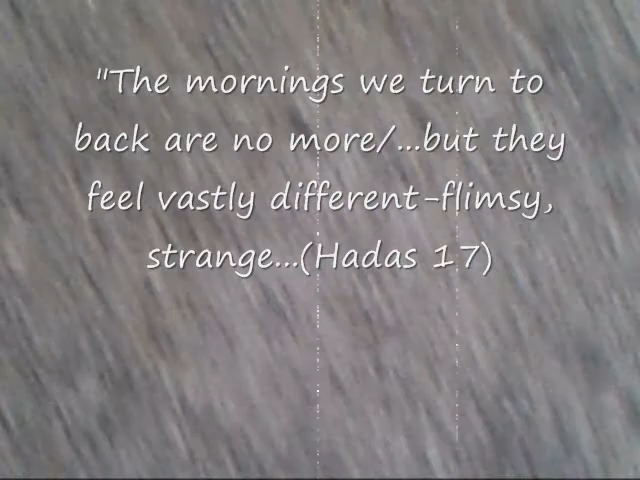 "The mornings we turn to
back are no more/...but they
feel vastly different-flimsy,
strange...(Hadas 17)